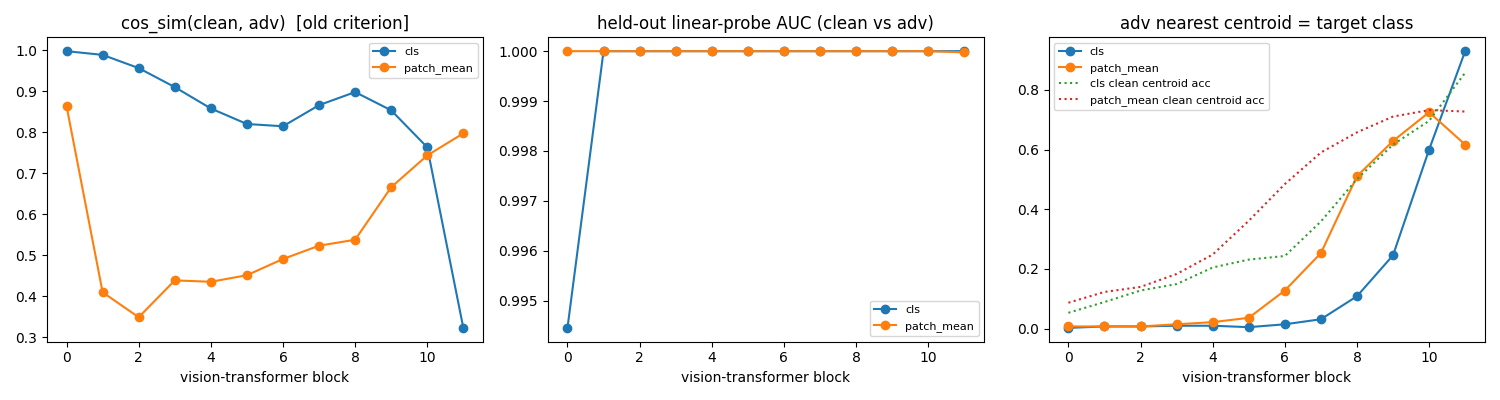 cos_sim(clean, adv)  [old criterion]
1.0
0.9
0.8
0.7
0.6
0.5
0.4
0.3
0 2 4 6 8 10
vision-transformer block
cls
patch_mean
held-out linear-probe AUC (clean vs adv)
1.000
0.999
0.998
0.997
0.996
0.995
0 2 4 6 8 10
vision-transformer block
cls
patch_mean
adv nearest centroid = target class
cls
patch_mean
cls clean centroid acc
patch_mean clean centroid acc
0.8
0.6
0.4
0.2
0.0
0 2 4 6 8 10
vision-transformer block